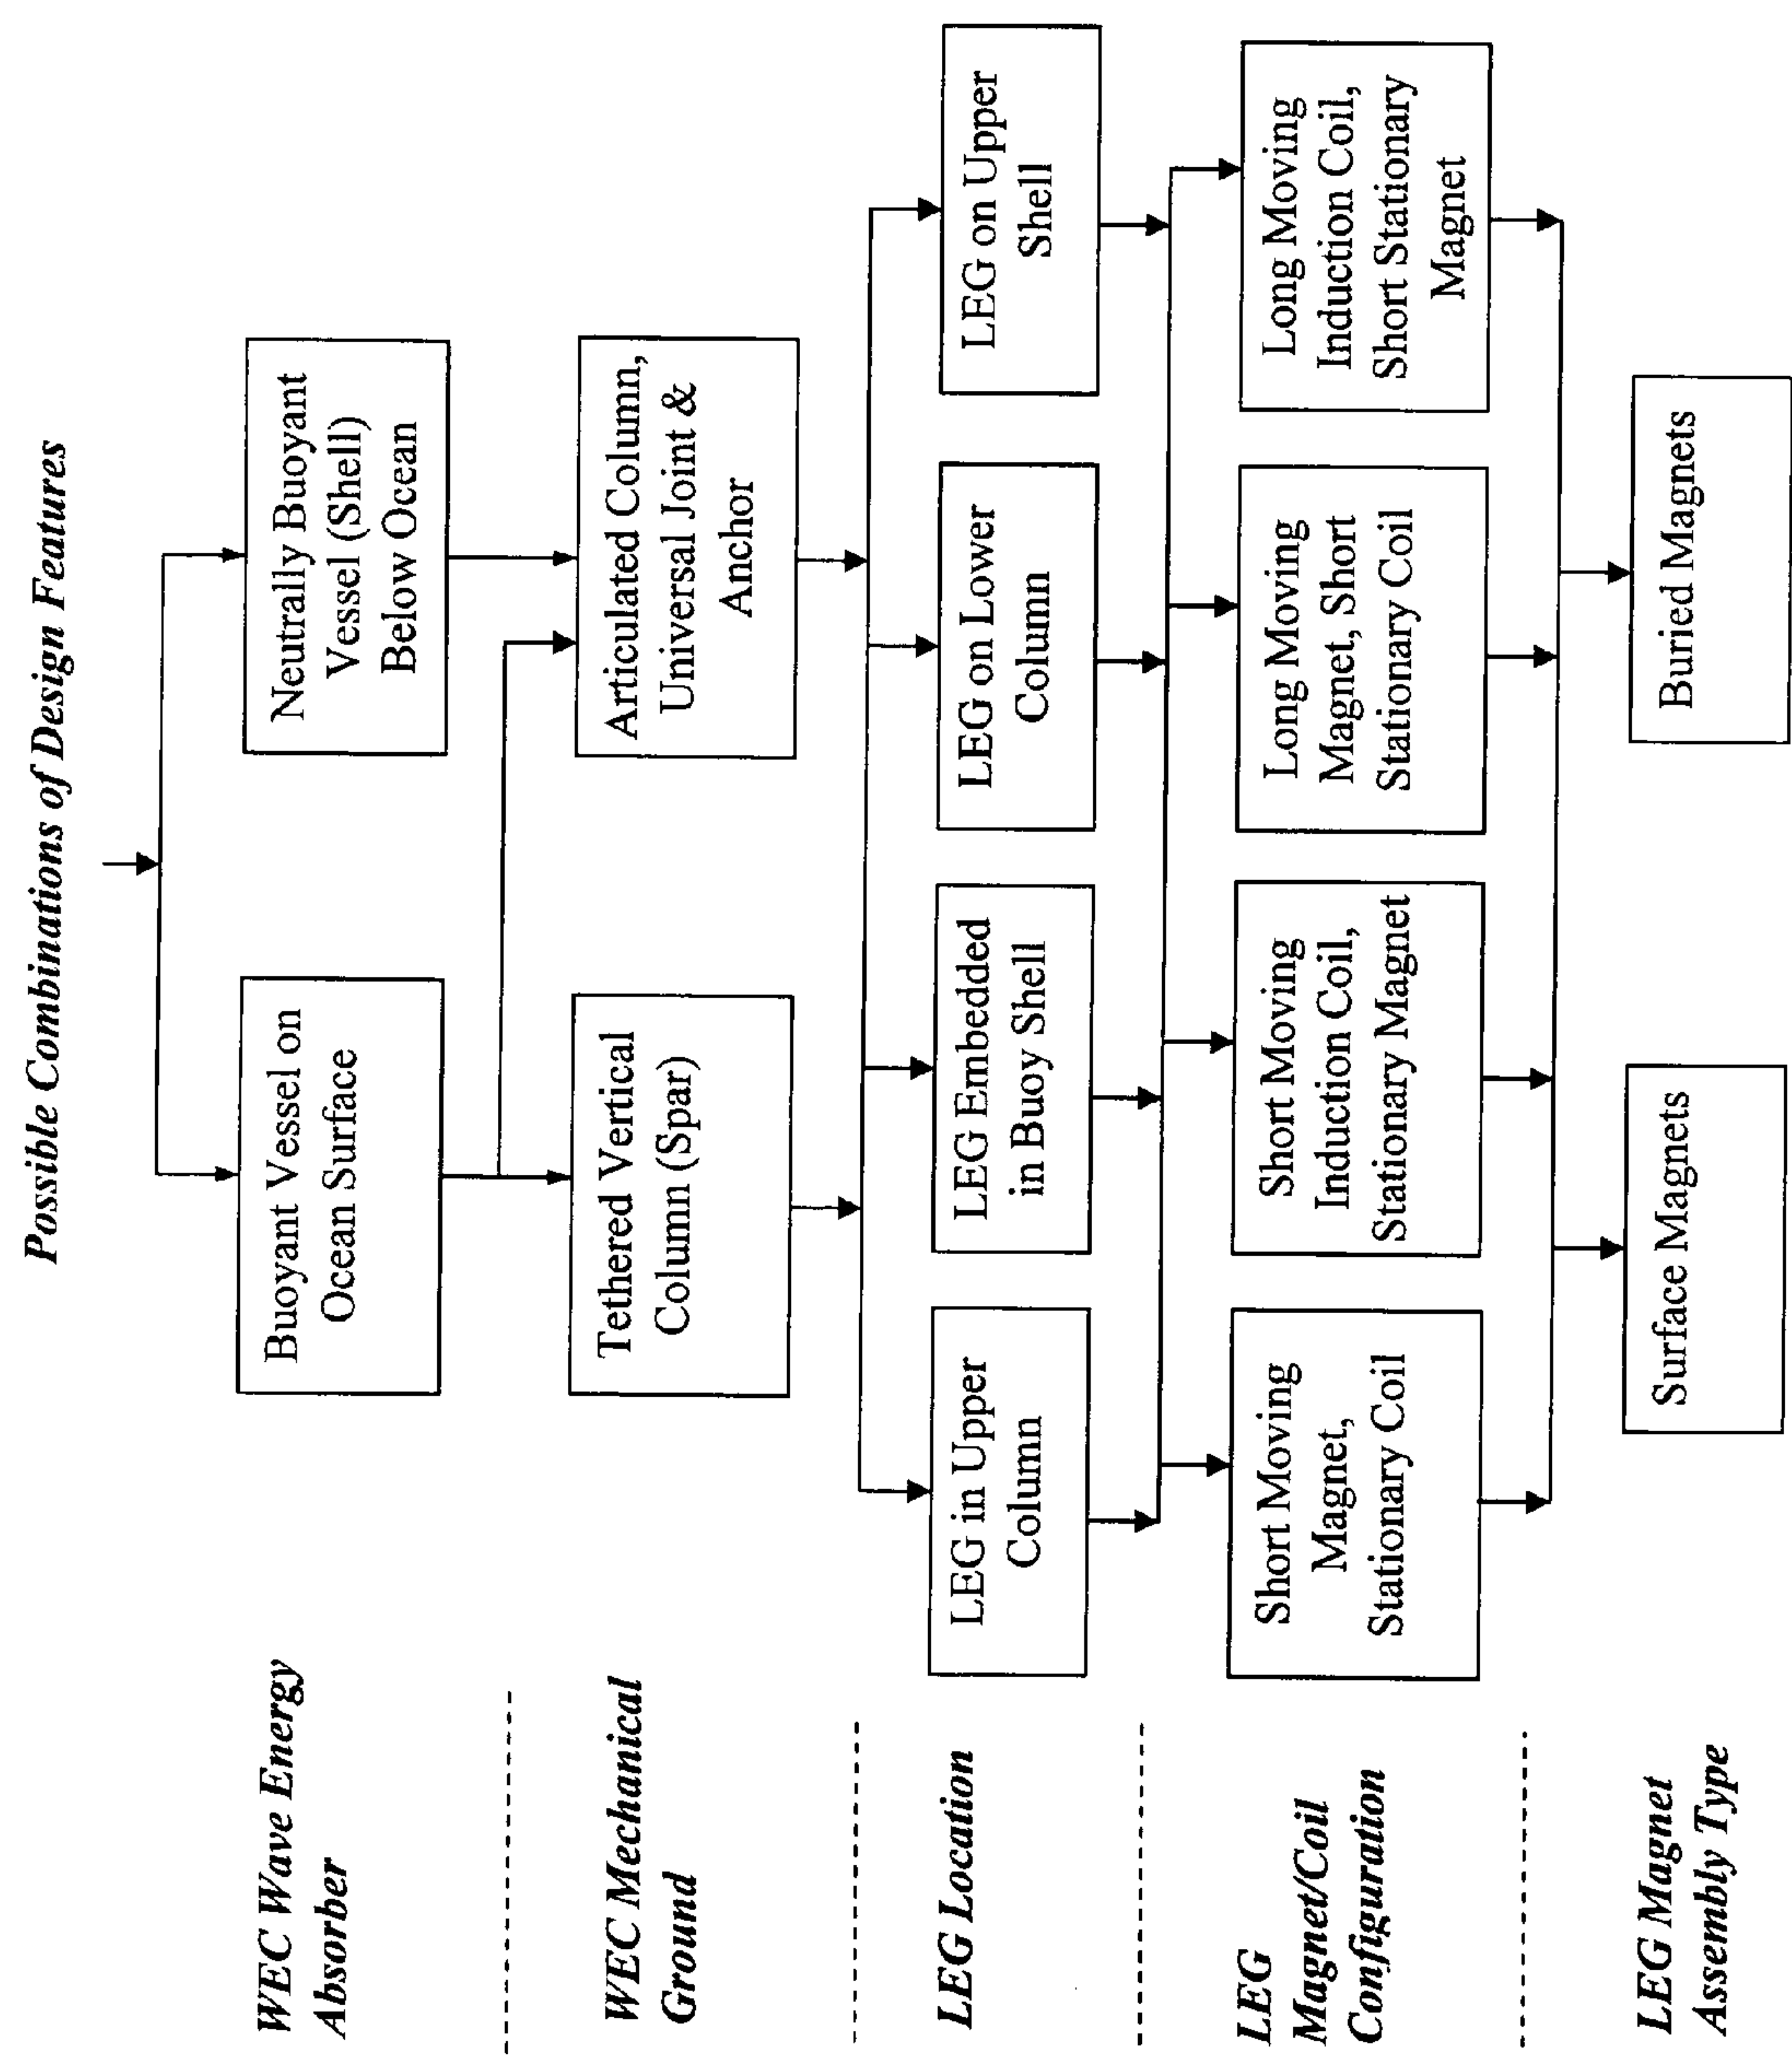 Possible Combinations of Design Features
WEC Wave Energy
Absorber
Buoyant Vessel on
Ocean Surface
Neutrally Buoyant
Vessel (Shell)
Below Ocean
WEC Mechanical
Ground
Tethered Vertical
Column (Spar)
Articulated Column,
Universal Joint &
Anchor
LEG Location
LEG in Upper
Column
LEG Embedded
in Buoy Shell
LEG on Lower
Column
LEG on Upper
Shell
LEG
Magnet/Coil
Configuration
Short Moving
Magnet,
Stationary Coil
Short Moving
Induction Coil,
Stationary Magnet
Long Moving
Magnet, Short
Stationary Coil
Long Moving
Induction Coil,
Short Stationary
Magnet
LEG Magnet
Assembly Type
Surface Magnets
Buried Magnets